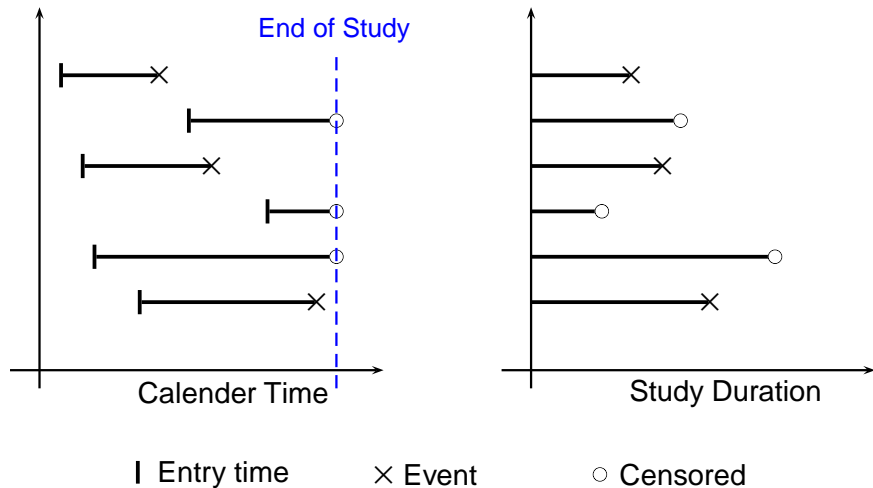 End of Study
Calender Time
Study Duration
Entry time
Event
Censored